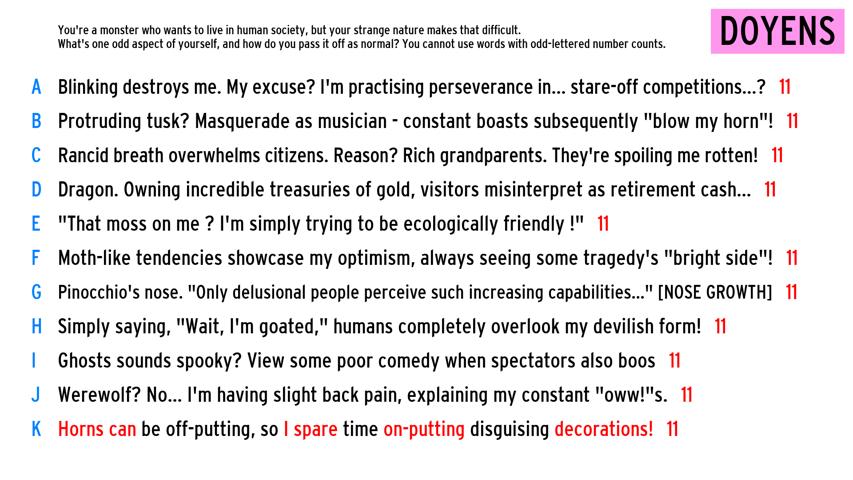 You're a monster who wants to live in human society, but your strange nature makes that difficult.
What's one odd aspect of yourself, and how do you pass it off as normal? You cannot use words with odd-lettered number counts.
DOYENS
A Blinking destroys me. My excuse? I'm practising perseverance in... stare-off competitions...? 11
B Protruding tusk? Masquerade as musician - constant boasts subsequently "blow my horn"! 11
C Rancid breath overwhelms citizens. Reason? Rich grandparents. They're spoiling me rotten! 11
D Dragon. Owning incredible treasuries of gold, visitors misinterpret as retirement cash... 11
E "That moss on me ? I'm simply trying to be ecologically friendly !" 11
F Moth-like tendencies showcase my optimism, always seeing some tragedy's "bright side"! 11
G Pinocchio's nose. "Only delusional people perceive such increasing capabilities..." [NOSE GROWTH] 11
H Simply saying, "Wait, I'm goated," humans completely overlook my devilish form! 11
I Ghosts sounds spooky? View some poor comedy when spectators also boos 11
J Werewolf? No... I'm having slight back pain, explaining my constant "oww!"s. 11
K Horns can be off-putting, so I spare time on-putting disguising decorations! 11